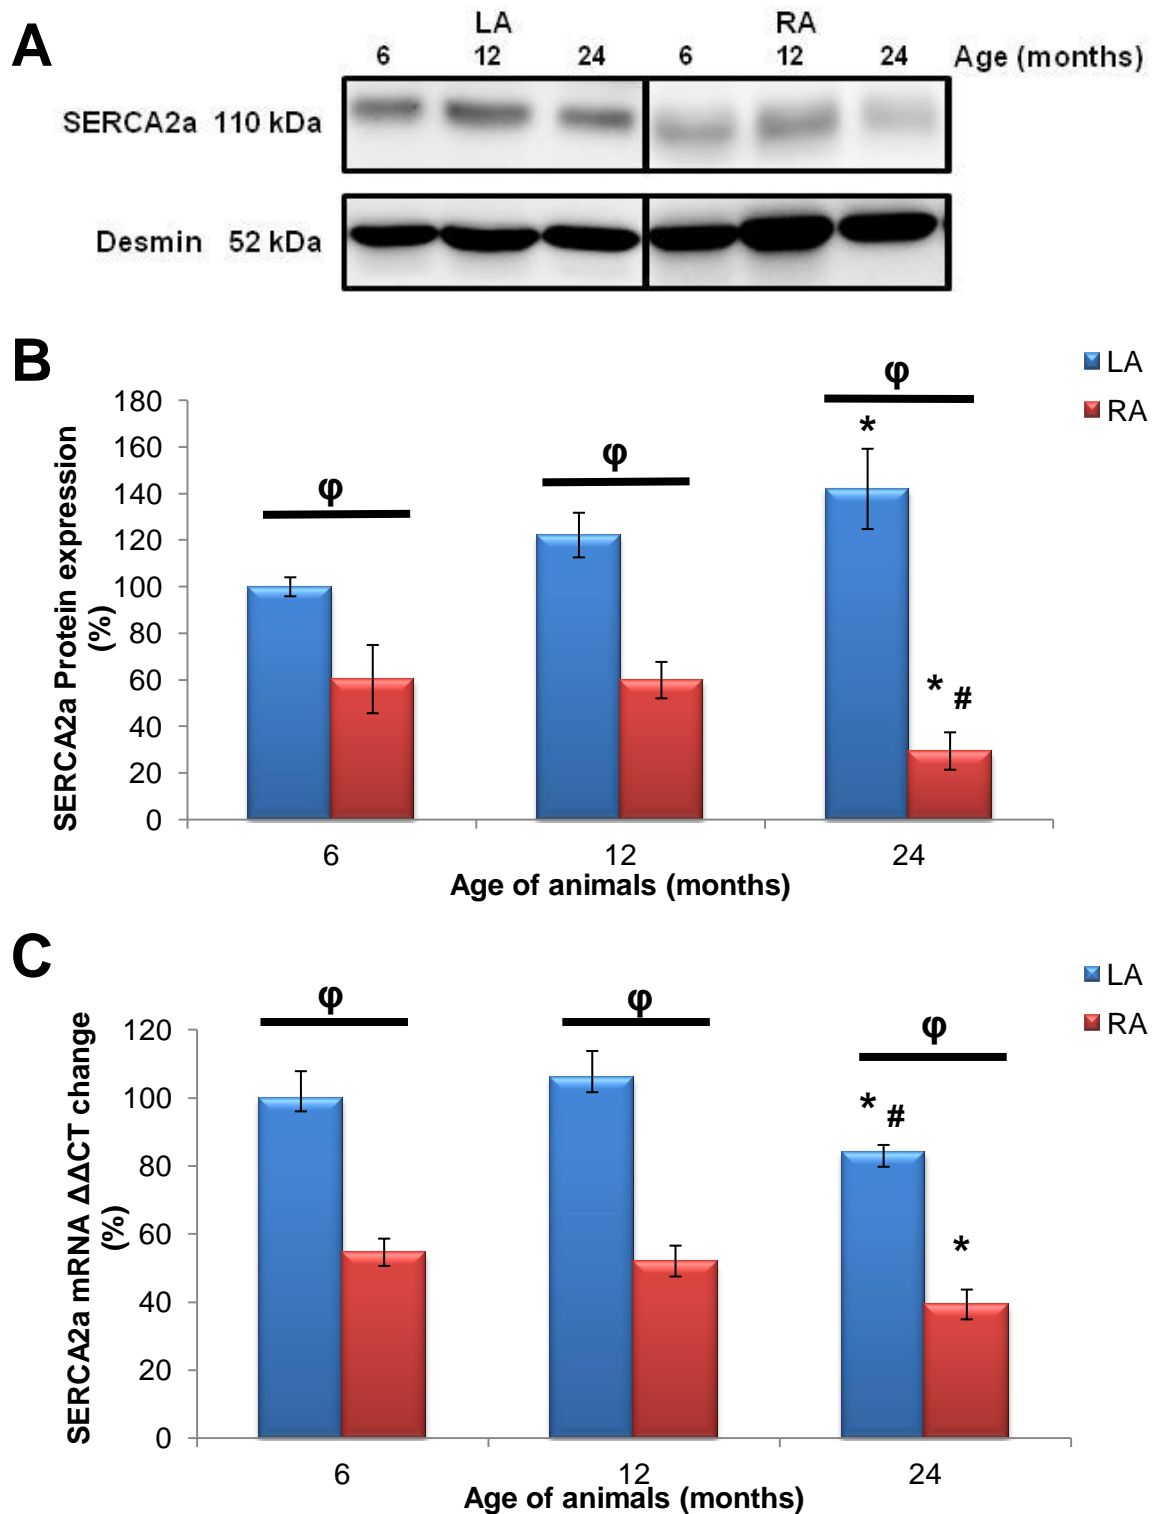 A
LA RA
6 12 24 6 12 24 Age (months)
SERCA2a 110 kDa
Desmin 52 kDa
B
LA
RA
SERCA2a Protein expression
(%)
180
160
140
120
100
80
60
40
20
0
φ
φ
φ
*
* #
6 12 24
Age of animals (months)
C
LA
RA
SERCA2a mRNA ΔΔCT change
(%)
120
100
80
60
40
20
0
φ
φ
φ
* #
*
6 12 24
Age of animals (months)